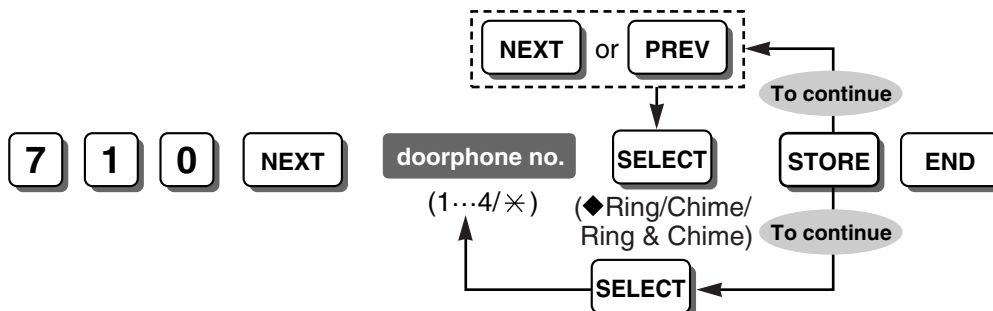 NEXT or PREV
To continue
7 1 0 NEXT doorphone no. SELECT STORE END
(1···4/✳) (◆Ring/Chime/
Ring & Chime)
To continue
SELECT